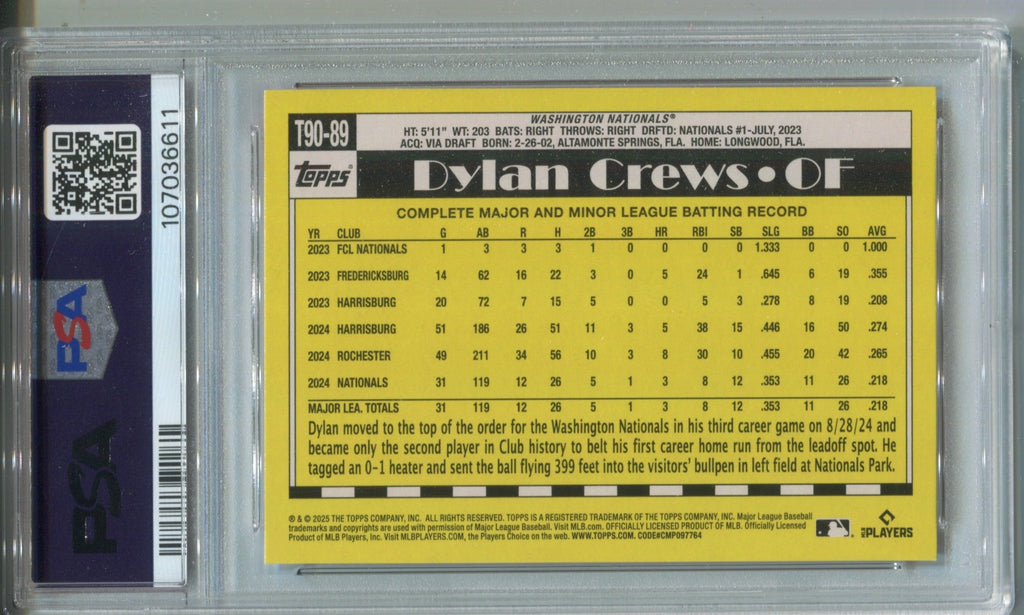 107036611
PSA
PSA
T90-89
WASHINGTON NATIONALS®
HT: 5'11" WT: 203 BATS: RIGHT THROWS: RIGHT DRFTD: NATIONALS #1-JULY, 2023
ACQ: VIA DRAFT BORN: 2-26-02, ALTAMONTE SPRINGS, FLA. HOME: LONGWOOD, FLA.
Topps® Dylan Crews • OF
COMPLETE MAJOR AND MINOR LEAGUE BATTING RECORD
YR CLUB G AB R H 2B 3B HR RBI SB SLG BB SO AVG
2023 FCL NATIONALS 1 3 3 3 1 0 0 0 0 1.333 0 0 1.000
2023 FREDERICKSBURG 14 62 16 22 3 0 5 24 1 .645 6 19 .355
2023 HARRISBURG 20 72 7 15 5 0 0 5 3 .278 8 19 .208
2024 HARRISBURG 51 186 26 51 11 3 5 38 15 .446 16 50 .274
2024 ROCHESTER 49 211 34 56 10 3 8 30 10 .455 20 42 .265
2024 NATIONALS 31 119 12 26 5 1 3 8 12 .353 11 26 .218
MAJOR LEA. TOTALS 31 119 12 26 5 1 3 8 12 .353 11 26 .218
Dylan moved to the top of the order for the Washington Nationals in his third career game on 8/28/24 and
became only the second player in Club history to belt his first career home run from the leadoff spot. He
tagged an 0-1 heater and sent the ball flying 399 feet into the visitors' bullpen in left field at Nationals Park.
® & © 2025 THE TOPPS COMPANY, INC. ALL RIGHTS RESERVED. TOPPS IS A REGISTERED TRADEMARK OF THE TOPPS COMPANY, INC. Major League Baseball
trademarks and copyrights are used with permission of Major League Baseball. Visit MLB.com. OFFICIALLY LICENSED PRODUCT OF MLB. Officially Licensed
Product of MLB Players, Inc. Visit MLBPLAYERS.COM, the Players Choice on the web. WWW.TOPPS.COM. CODE#CMP097764
MLB PLAYERS